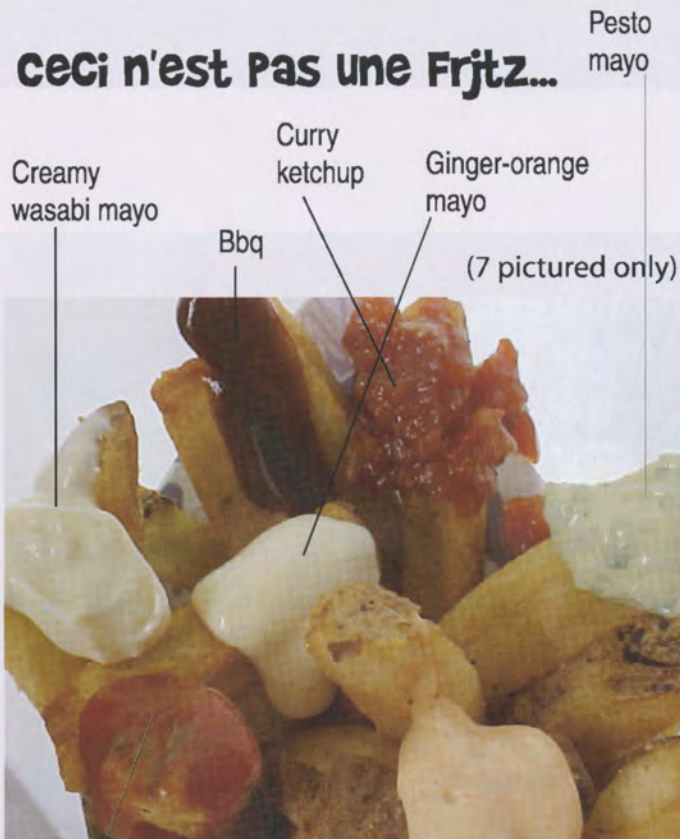 Pesto
mayo
ceci n'est pas une Frjtz...
Curry
ketchup
Ginger-orange
mayo
Creamy
wasabi mayo
Bbq
(7 pictured only)